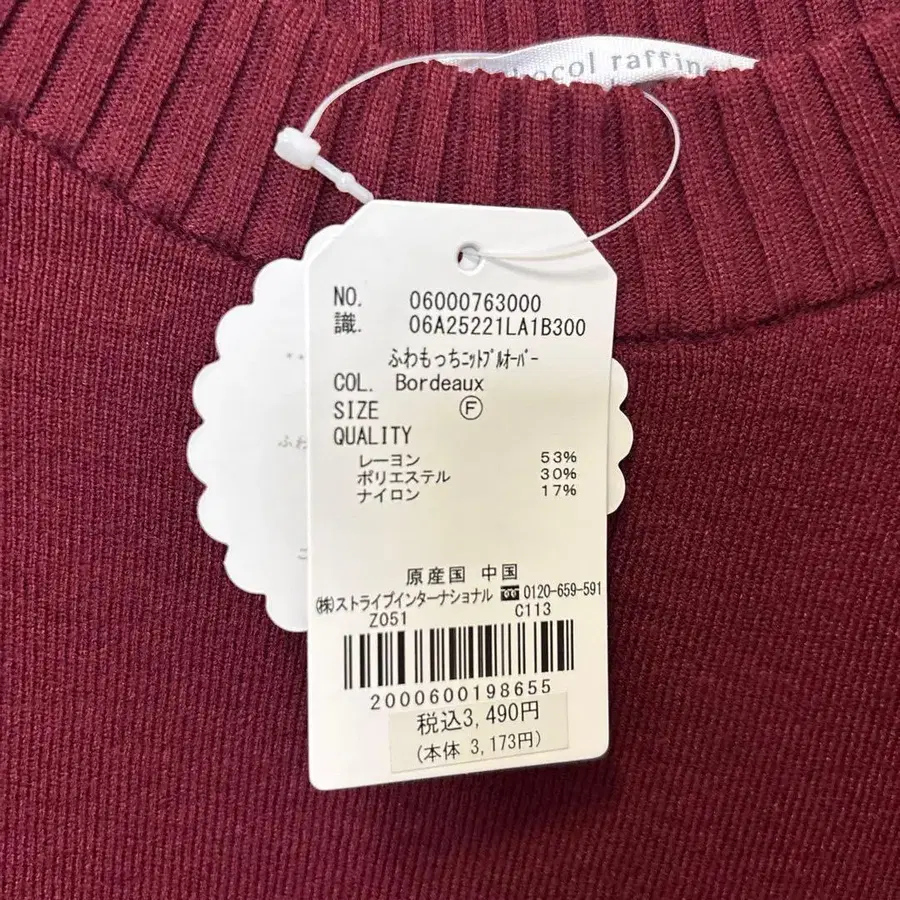 raffin
NO. 06000763000
識. 06A25221LA1B300
ふわもっちﾆｯﾄﾌﾟﾙｵｰﾊﾞｰ
COL. Bordeaux
SIZE Ⓕ
QUALITY
レーヨン 53%
ポリエステル 30%
ナイロン 17%
原産国 中国
㈱ストライプインターナショナル 0120-659-591
Z051 C113
2000600198655
税込3,490円
(本体 3,173円)